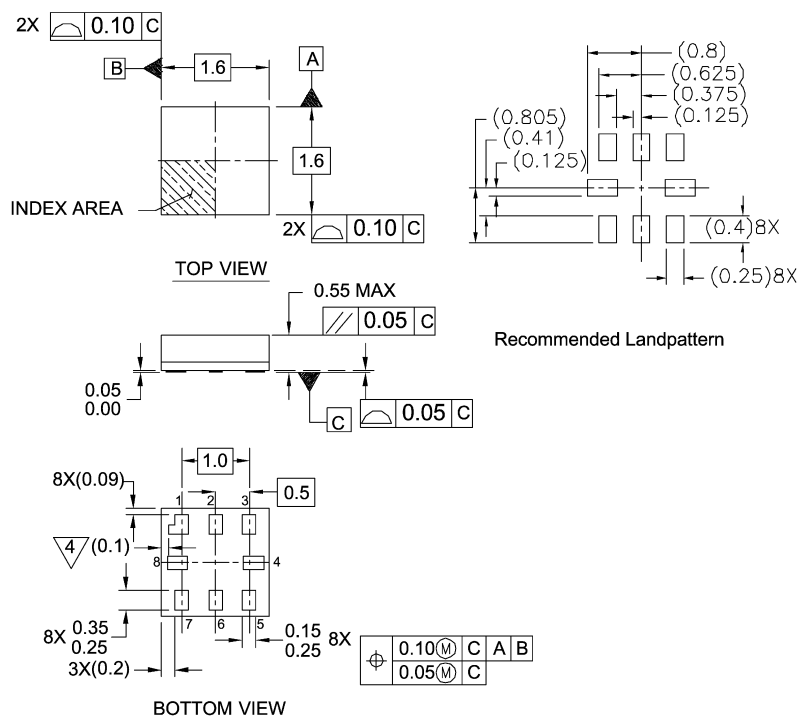 2X 0.10 C
B
1.6
A
1.6
INDEX AREA
2X 0.10 C
TOP VIEW
(0.8)
(0.625)
(0.375)
(0.125)
(0.805)
(0.41)
(0.125)
(0.4)8X
(0.25)8X
Recommended Landpattern
0.55 MAX
// 0.05 C
0.05
0.00
C
0.05 C
1.0
8X(0.09)
0.5
1 2 3
4 (0.1)
8 4
8X 0.35
0.25
7 6 5
0.15 8X
0.25
3X(0.2)
0.10 M C A B
0.05 M C
BOTTOM VIEW